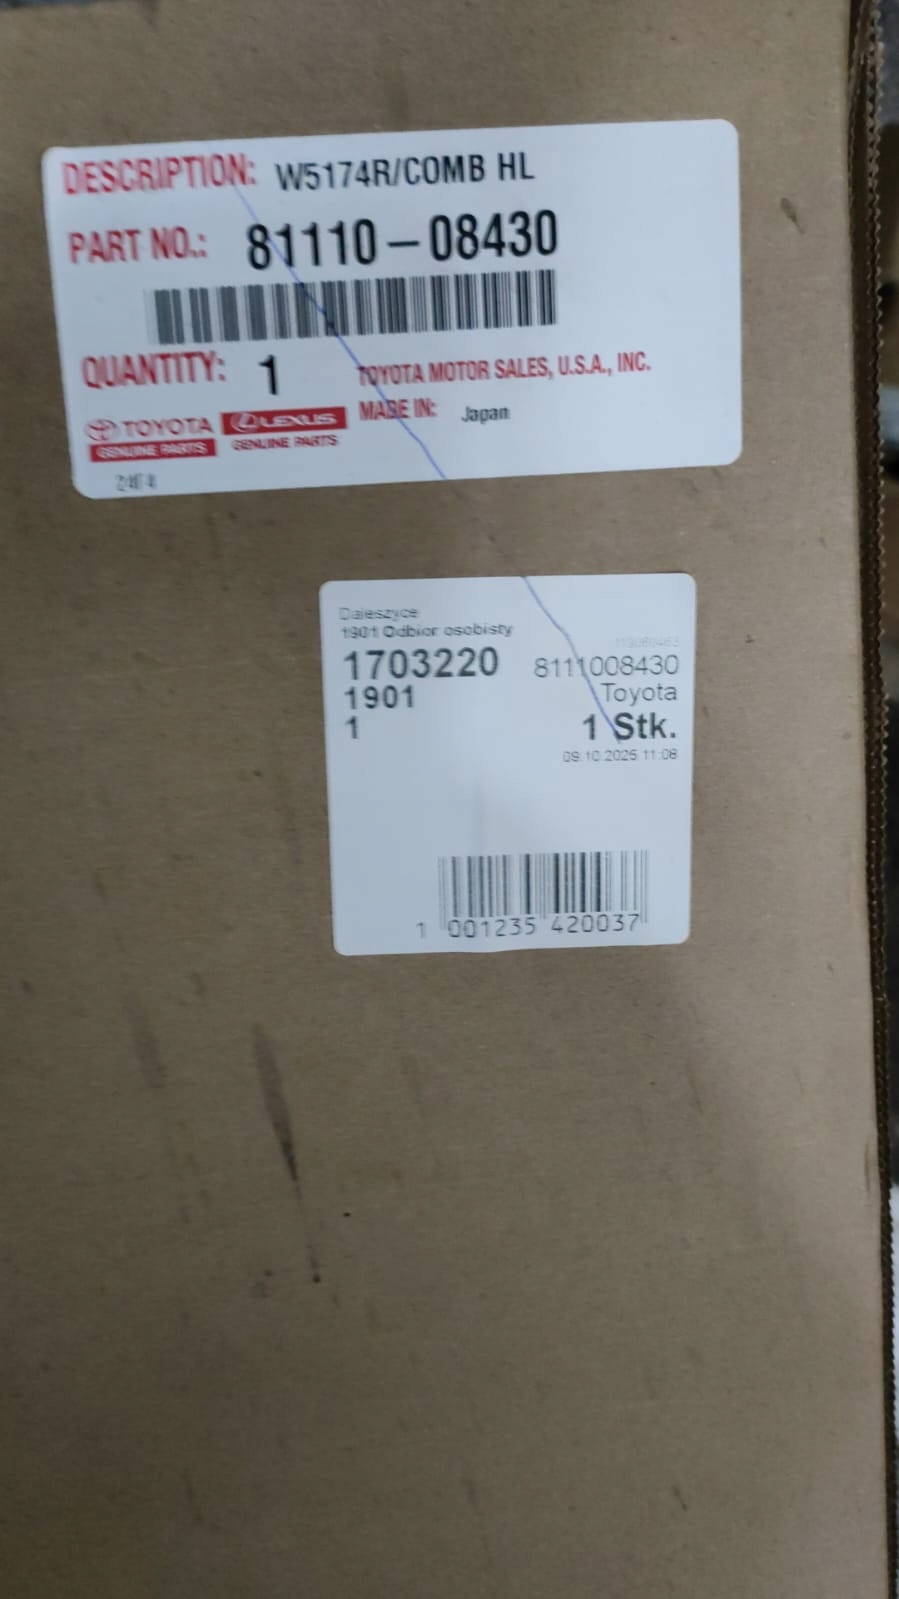 DESCRIPTION: W5174R/COMB HL
PART NO.: 81110-08430
QUANTITY: 1
TOYOTA MOTOR SALES, U.S.A., INC.
MADE IN: Japan
TOYOTA
GENUINE PARTS
LEXUS
GENUINE PARTS
Daleszyce
1901 Odbior osobisty
1703220
8111008430
1901
Toyota
1
1 Stk.
09.10.2025 11:08
1 001235 420037